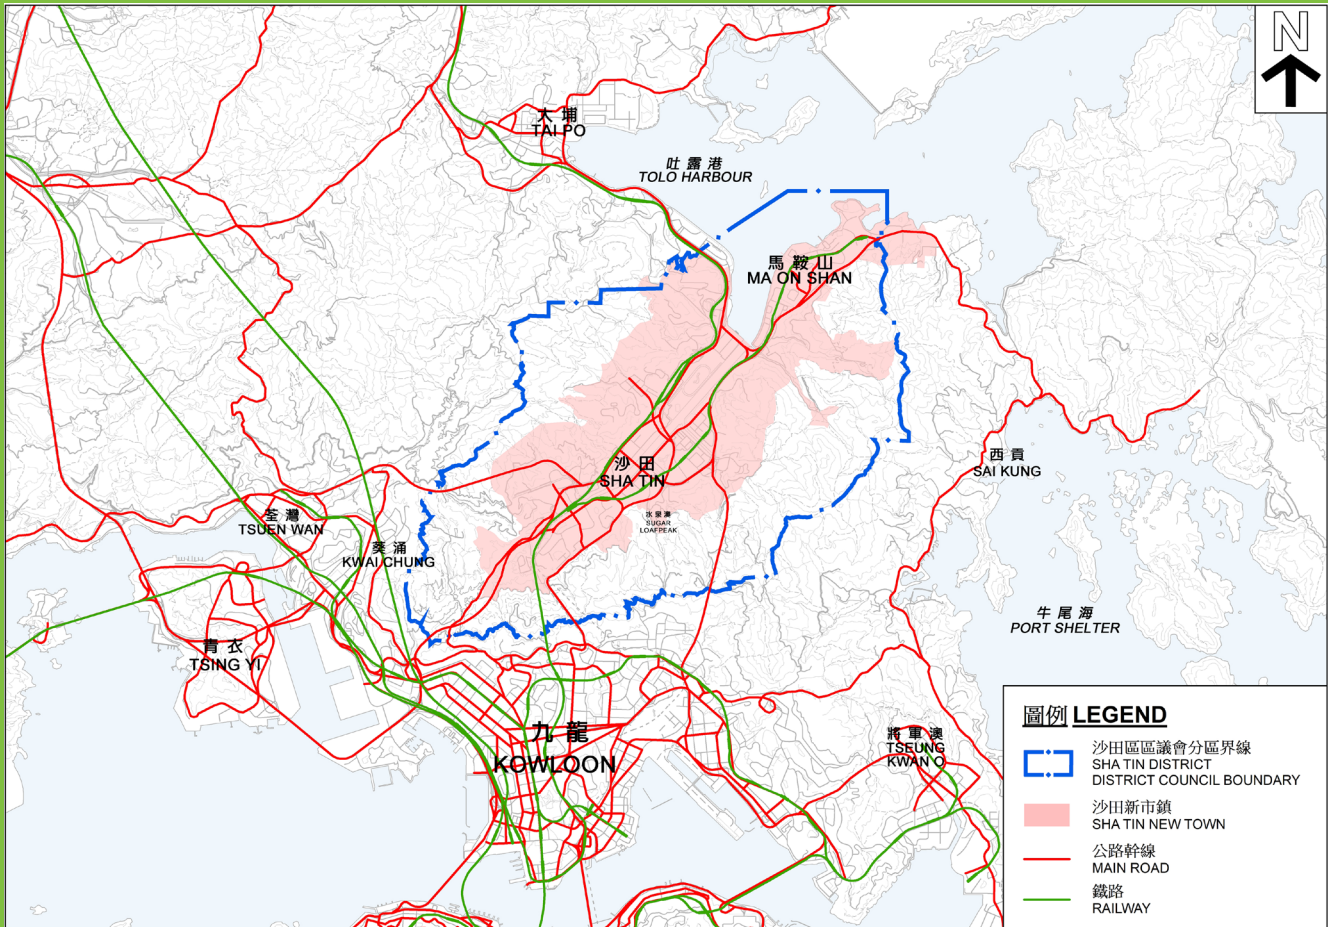 N
大 埔
TAI PO
吐 露 港
TOLO HARBOUR
馬 鞍 山
MA ON SHAN
沙 田
SHA TIN
西 貢
SAI KUNG
荃 灣
TSUEN WAN
水 泉 澳
SUGAR
LOAFPEAK
葵 涌
KWAI CHUNG
牛 尾 海
PORT SHELTER
青 衣
TSING YI
九 龍
KOWLOON
將 軍 澳
TSEUNG
KWAN O
圖例 LEGEND
沙田區區議會分區界線
SHA TIN DISTRICT
DISTRICT COUNCIL BOUNDARY
沙田新市鎮
SHA TIN NEW TOWN
公路幹線
MAIN ROAD
鐵路
RAILWAY